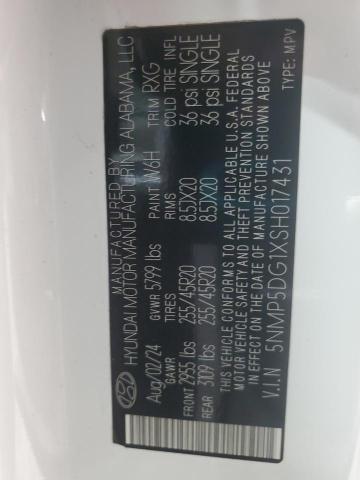 MANUFACTURED BY
HYUNDAI MOTOR MANUFACTURING ALABAMA, LLC
Aug/02/24 GVWR 5799 lbs PAINT W6H TRIM RXG
GAWR TIRES COLD TIRE INFL
FRONT 2955 lbs 255/45R20 8.5JX20 36 psi SINGLE
REAR 3109 lbs 255/45R20 8.5JX20 36 psi SINGLE
THIS VEHICLE CONFORMS TO ALL APPLICABLE U.S.A. FEDERAL
MOTOR VEHICLE SAFETY AND THEFT PREVENTION STANDARDS
IN EFFECT ON THE DATE OF MANUFACTURE SHOWN ABOVE.
V.I.N 5NMP5DG1XSH017431 TYPE: MPV